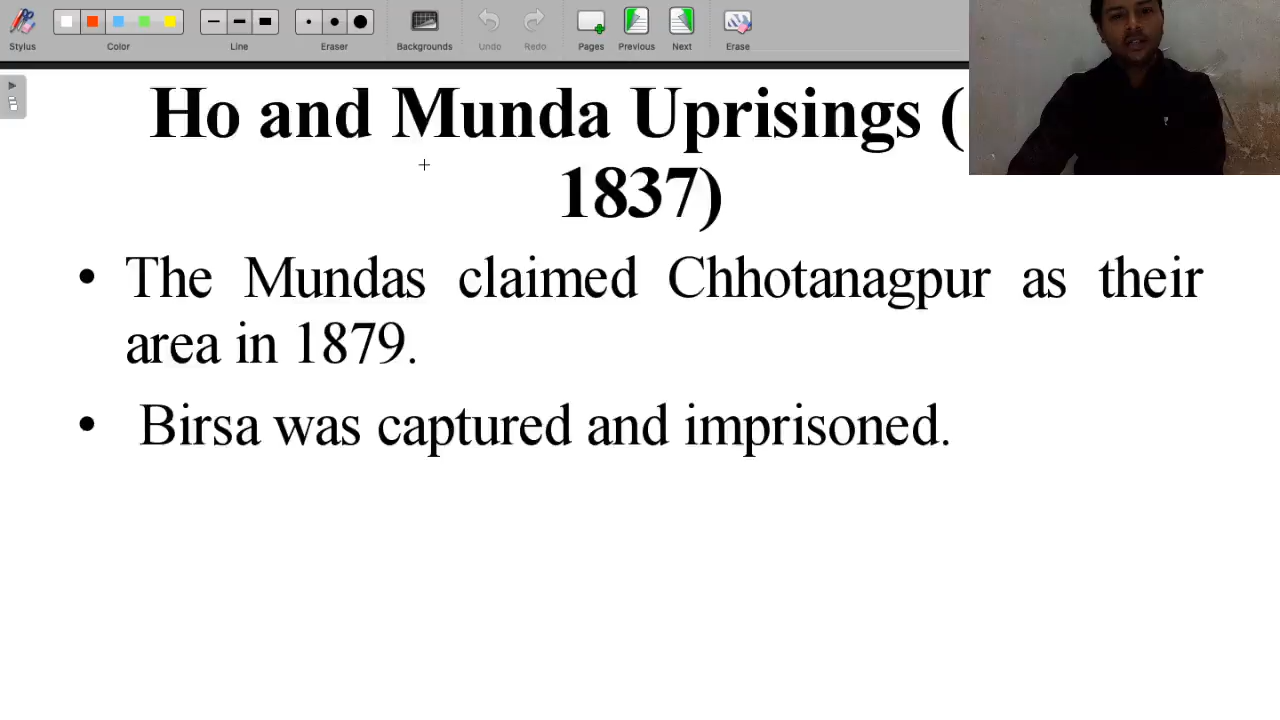 Stylus
Color
Line
Eraser
Backgrounds
Undo
Redo
Pages
Previous
Next
Erase
Ho and Munda Uprisings (
1837)
• The Mundas claimed Chhotanagpur as their
area in 1879.
• Birsa was captured and imprisoned.